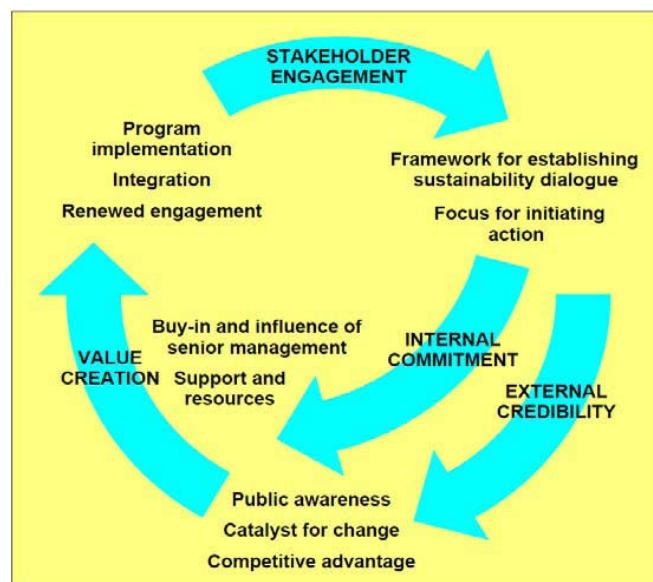 STAKEHOLDER
ENGAGEMENT
Program
implementation
Integration
Renewed engagement
Framework for establishing
sustainability dialogue
Focus for initiating
action
Buy-in and influence of
senior management
Support and
resources
INTERNAL
COMMITMENT
VALUE
CREATION
EXTERNAL
CREDIBILITY
Public awareness
Catalyst for change
Competitive advantage